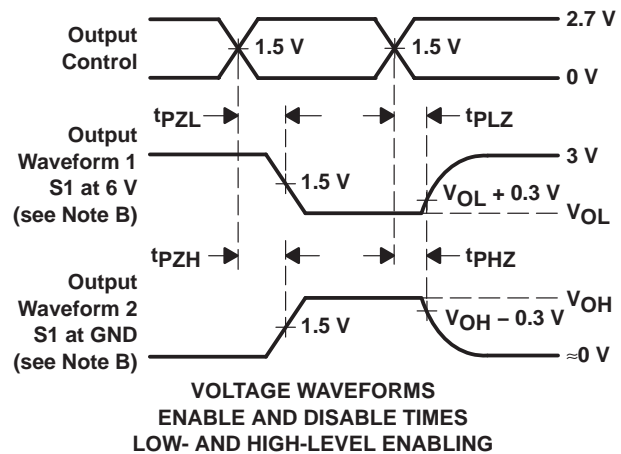 Output
Control
1.5 V
1.5 V
2.7 V
0 V
tPZL
tPLZ
Output
Waveform 1
S1 at 6 V
(see Note B)
1.5 V
3 V
VOL + 0.3 V
VOL
tPZH
tPHZ
Output
Waveform 2
S1 at GND
(see Note B)
1.5 V
VOH
VOH – 0.3 V
≈0 V
VOLTAGE WAVEFORMS
ENABLE AND DISABLE TIMES
LOW- AND HIGH-LEVEL ENABLING